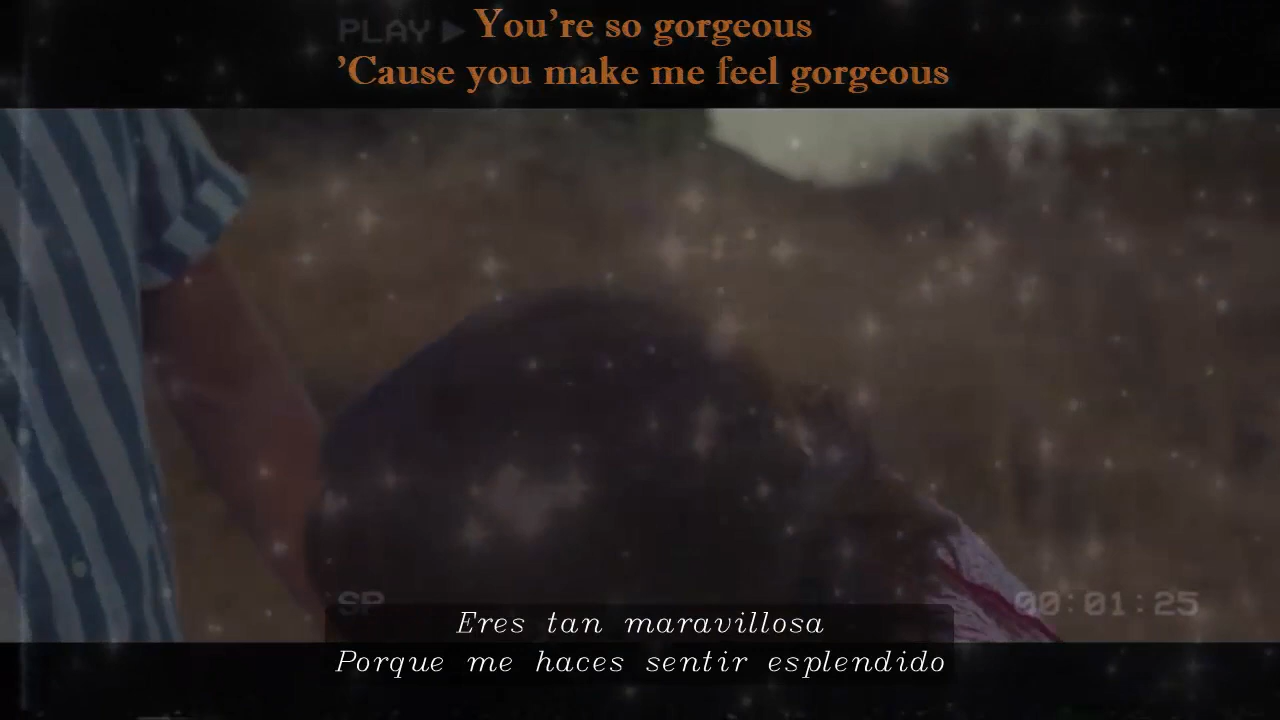 PLAY
You're so gorgeous
'Cause you make me feel gorgeous
SP
00:01:25
Eres tan maravillosa
Porque me haces sentir esplendido